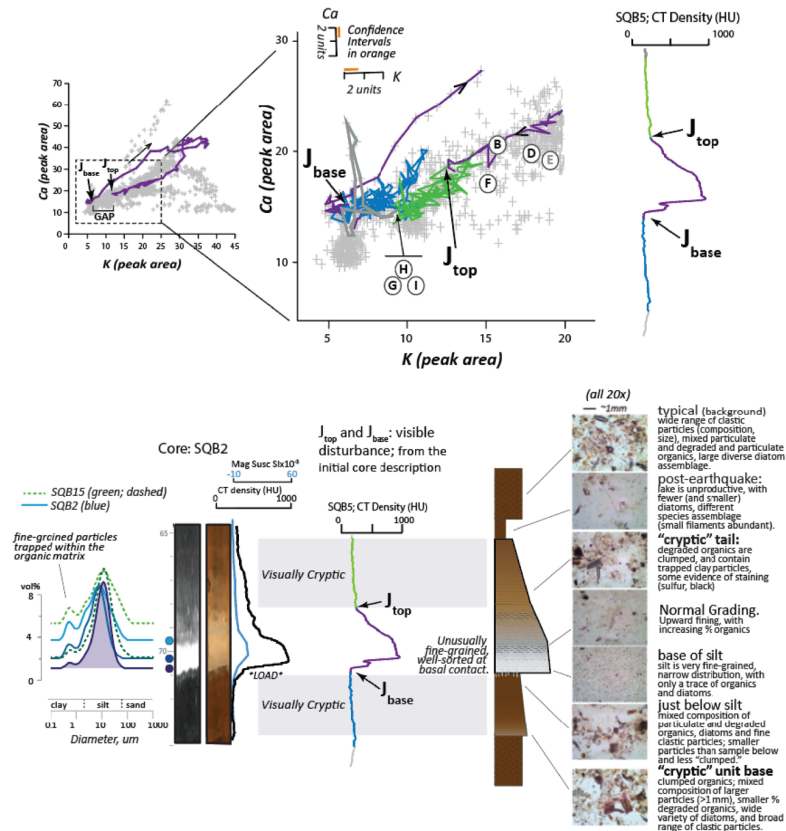 Ca
2 units
Confidence
Intervals
in orange
K
2 units
30
20
10
Ca (peak area)
5
10
15
20
K (peak area)
J base
J top
B
D
E
F
H
G
I
70
60
50
40
30
20
10
0
Ca (peak area)
J base
J top
GAP
0
5
10
15
20
25
30
35
40
45
K (peak area)
SQB5; CT Density (HU)
0
1000
J top
J base
Core: SQB2
J top and J base: visible
disturbance; from the
initial core description
Mag Susc SIx10-8
-10
60
CT density (HU)
0
1000
SQB15 (green; dashed)
SQB2 (blue)
fine-grained particles
trapped within the
organic matrix
vol%
8
4
0
clay
silt
sand
0.1
1
10
100
1000
Diameter, um
65
70
*LOAD*
SQB5; CT Density (HU)
0
1000
Visually Cryptic
J top
J base
Visually Cryptic
Unusually
fine-grained,
well-sorted at
basal contact.
(all 20x)
~1mm
typical (background)
wide range of clastic
particles (composition,
size), mixed particulate
and degraded and particulate
organics, large diverse diatom
assemblage.
post-earthquake:
lake is unproductive, with
fewer (and smaller)
diatoms, different
species assemblage
(small filaments abundant).
“cryptic” tail:
degraded organics are
clumped, and contain
trapped clay particles,
some evidence of staining
(sulfur, black)
Normal Grading.
Upward fining, with
increasing % organics
base of silt
silt is very fine-grained,
narrow distribution, with
only a trace of organics
and diatoms
just below silt
mixed composition of
particulate and degraded
organics, diatoms and fine
clastic particles; smaller
particles than sample below
and less “clumped.”
“cryptic” unit base
clumped organics; mixed
composition of larger
particles (>1mm), smaller %
degraded organics, wide
variety of diatoms, and broad
range of clastic particles.